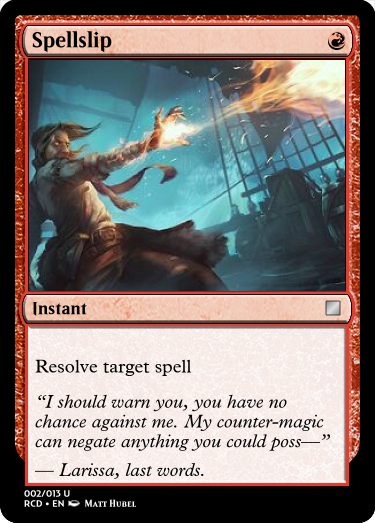 Spellslip
Instant
Resolve target spell
“I should warn you, you have no
chance against me. My counter-magic
can negate anything you could poss—”
— Larissa, last words.
002/013 U
RCD • EN Matt Hubel